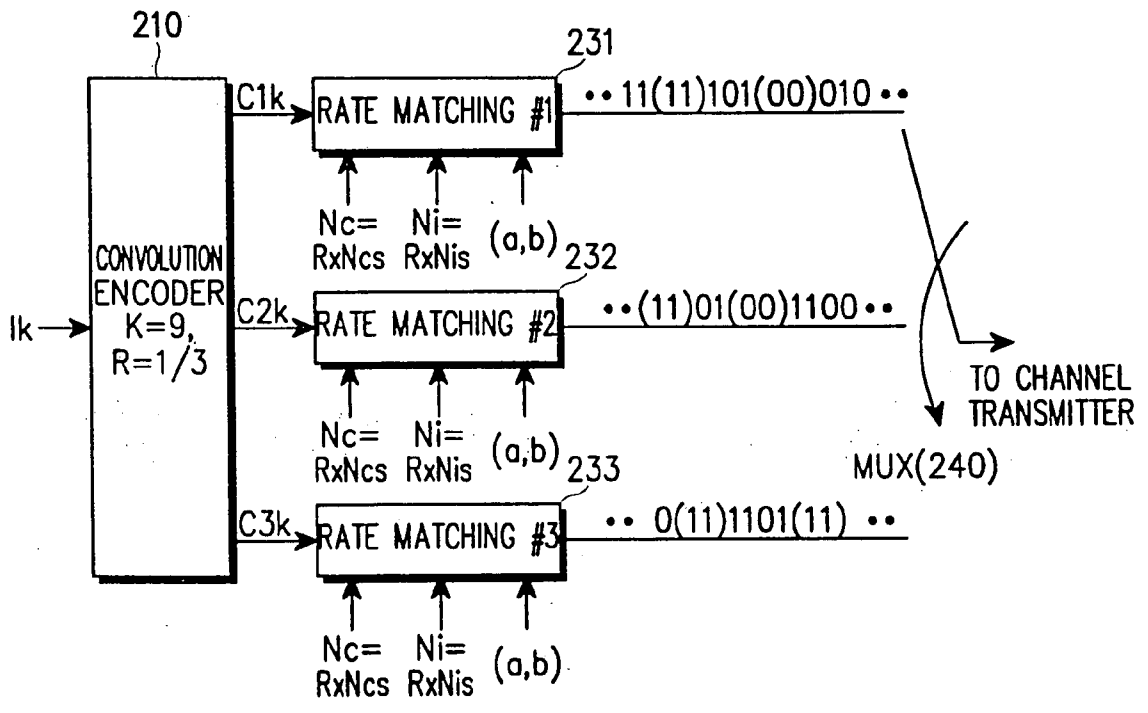 210
CONVOLUTION
ENCODER
K=9,
R=1/3
Ik
C1k
231
RATE MATCHING #1
•• 11(11)101(00)010 ••
Nc=
RxNcs
Ni=
RxNis
(a,b)
C2k
232
RATE MATCHING #2
••(11)01(00)1100 ••
Nc=
RxNcs
Ni=
RxNis
(a,b)
C3k
233
RATE MATCHING #3
•• 0(11)1101(11) ••
Nc=
RxNcs
Ni=
RxNis
(a,b)
TO CHANNEL
TRANSMITTER
MUX(240)